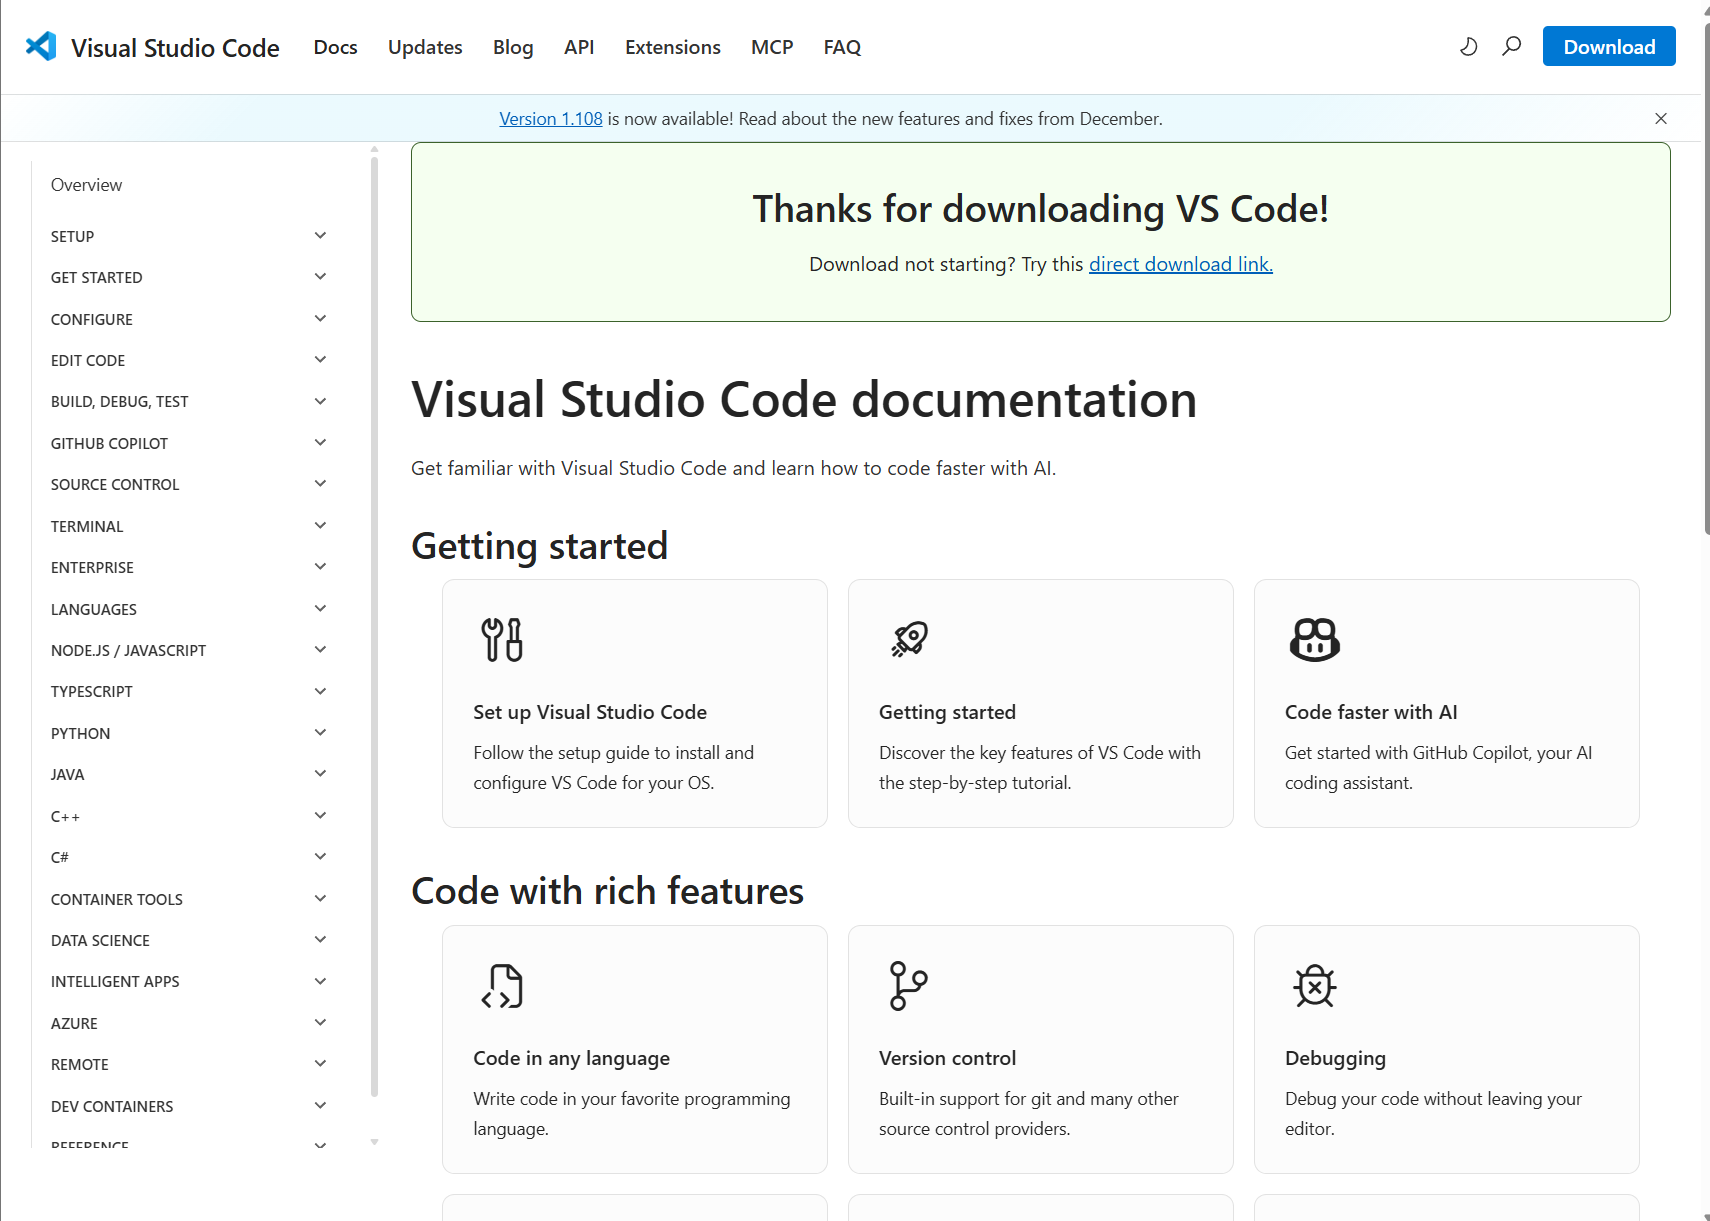 Visual Studio Code
Docs
Updates
Blog
API
Extensions
MCP
FAQ
Download
Version 1.108 is now available! Read about the new features and fixes from December.
Overview
SETUP
GET STARTED
CONFIGURE
EDIT CODE
BUILD, DEBUG, TEST
GITHUB COPILOT
SOURCE CONTROL
TERMINAL
ENTERPRISE
LANGUAGES
NODE.JS / JAVASCRIPT
TYPESCRIPT
PYTHON
JAVA
C++
C#
CONTAINER TOOLS
DATA SCIENCE
INTELLIGENT APPS
AZURE
REMOTE
DEV CONTAINERS
REFERENCE
Thanks for downloading VS Code!
Download not starting? Try this direct download link.
Visual Studio Code documentation
Get familiar with Visual Studio Code and learn how to code faster with AI.
Getting started
Set up Visual Studio Code
Follow the setup guide to install and
configure VS Code for your OS.
Getting started
Discover the key features of VS Code with
the step-by-step tutorial.
Code faster with AI
Get started with GitHub Copilot, your AI
coding assistant.
Code with rich features
Code in any language
Write code in your favorite programming
language.
Version control
Built-in support for git and many other
source control providers.
Debugging
Debug your code without leaving your
editor.